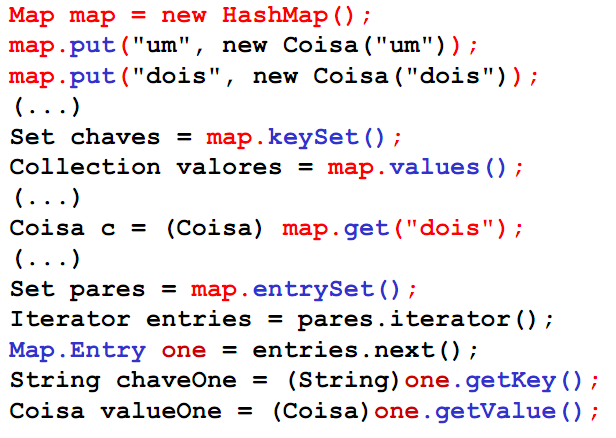 Map map = new HashMap();
map.put("um", new Coisa("um"));
map.put("dois", new Coisa("dois"));
(...)
Set chaves = map.keySet();
Collection valores = map.values();
(...)
Coisa c = (Coisa) map.get("dois");
(...)
Set pares = map.entrySet();
Iterator entries = pares.iterator();
Map.Entry one = entries.next();
String chaveOne = (String)one.getKey();
Coisa valueOne = (Coisa)one.getValue();